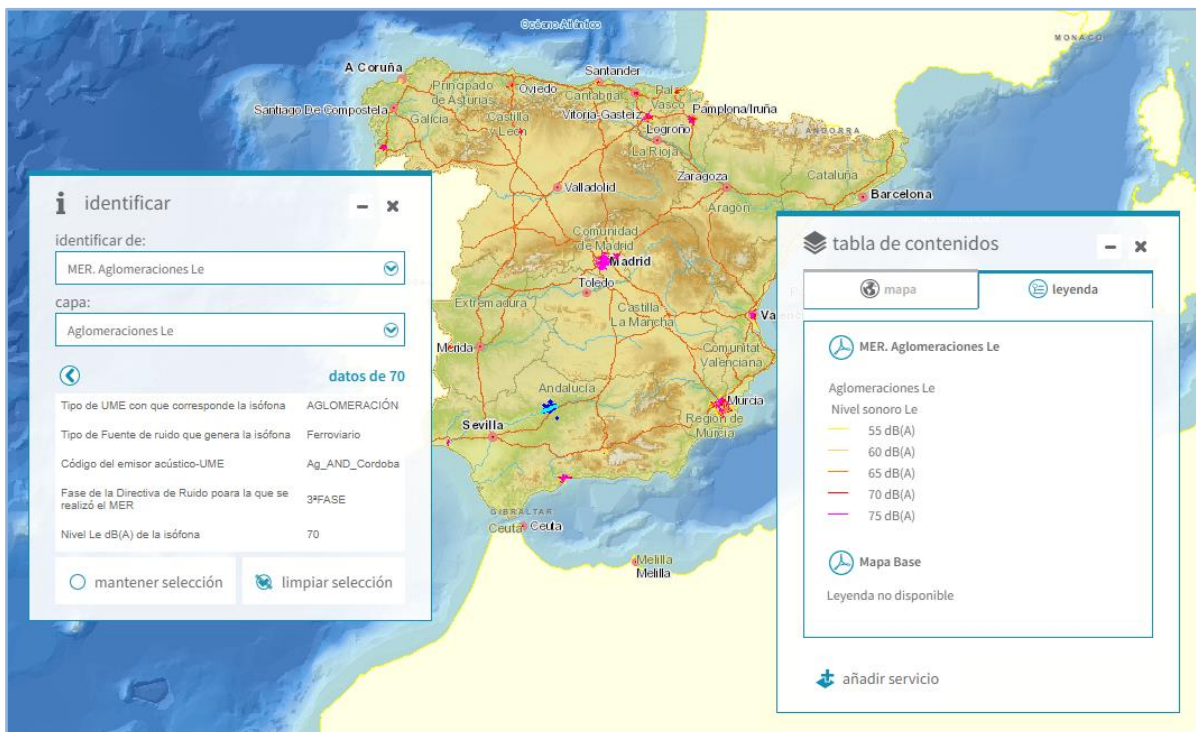 Océano Atlántico
MONACO
A Coruña
Santander
Principado
de Asturias
Oviedo
Cantabria
País
Vasco
Santiago De Compostela
Galicia
Castilla
y León
Vitoria-Gasteiz
Pamplona/Iruña
Logroño
La Rioja
ANDORRA
Valladolid
Zaragoza
Cataluña
Barcelona
Aragón
Comunidad
de Madrid
Madrid
Toledo
Extremadura
Castilla-
La Mancha
Va
Mérida
Comunitat
Valenciana
Andalucía
Murcia
Región de
Murcia
Sevilla
GIBRALTAR
Ceuta
Ceuta
Melilla
Melilla
identificar
identificar de:
MER. Aglomeraciones Le
capa:
Aglomeraciones Le
datos de 70
Tipo de UME con que corresponde la isófona AGLOMERACIÓN
Tipo de Fuente de ruido que genera la isófona Ferroviario
Código del emisor acústico-UME Ag_AND_Cordoba
Fase de la Directiva de Ruido poara la que se
realizó el MER 3ªFASE
Nivel Le dB(A) de la isófona 70
mantener selección
limpiar selección
tabla de contenidos
mapa
leyenda
MER. Aglomeraciones Le
Aglomeraciones Le
Nivel sonoro Le
55 dB(A)
60 dB(A)
65 dB(A)
70 dB(A)
75 dB(A)
Mapa Base
Leyenda no disponible
añadir servicio